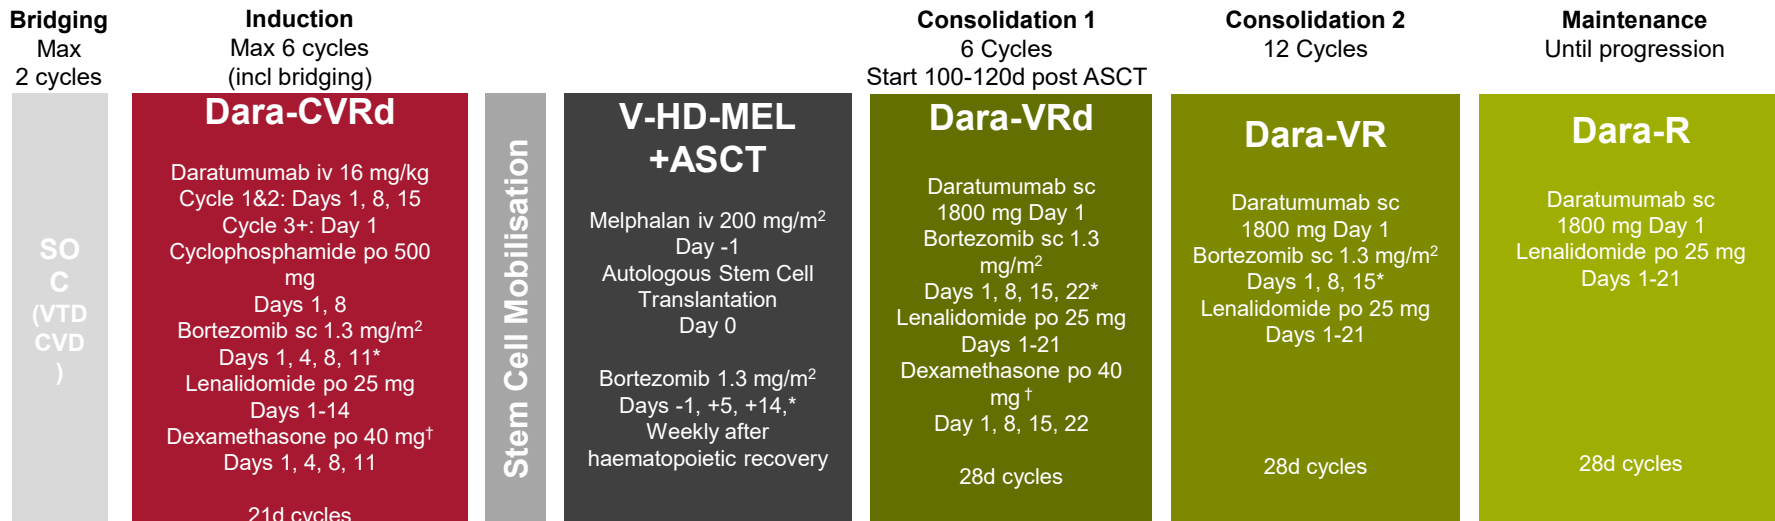 Bridging
Max
2 cycles
SO
C
(VTD
CVD
)
Induction
Max 6 cycles
(incl bridging)
Dara-CVRd
Daratumumab iv 16 mg/kg
Cycle 1&2: Days 1, 8, 15
Cycle 3+: Day 1
Cyclophosphamide po 500
mg
Days 1, 8
Bortezomib sc 1.3 mg/m²
Days 1, 4, 8, 11*
Lenalidomide po 25 mg
Days 1-14
Dexamethasone po 40 mg†
Days 1, 4, 8, 11
21d cycles
Stem Cell Mobilisation
V-HD-MEL
+ASCT
Melphalan iv 200 mg/m²
Day -1
Autologous Stem Cell
Translantation
Day 0
Bortezomib 1.3 mg/m²
Days -1, +5, +14,*
Weekly after
haematopoietic recovery
Consolidation 1
6 Cycles
Start 100-120d post ASCT
Dara-VRd
Daratumumab sc
1800 mg Day 1
Bortezomib sc 1.3
mg/m²
Days 1, 8, 15, 22*
Lenalidomide po 25 mg
Days 1-21
Dexamethasone po 40
mg †
Day 1, 8, 15, 22
28d cycles
Consolidation 2
12 Cycles
Dara-VR
Daratumumab sc
1800 mg Day 1
Bortezomib sc 1.3 mg/m²
Days 1, 8, 15*
Lenalidomide po 25 mg
Days 1-21
28d cycles
Maintenance
Until progression
Dara-R
Daratumumab sc
1800 mg Day 1
Lenalidomide po 25 mg
Days 1-21
28d cycles